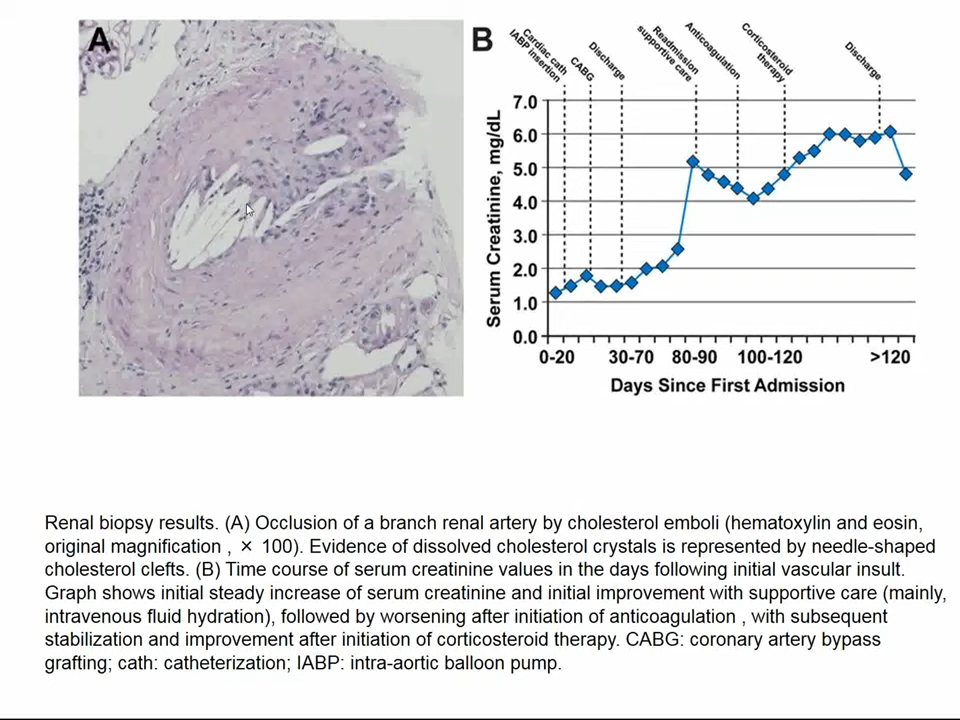 A
B
Cardiac cath
IABP insertion
CABG
Discharge
Readmission
supportive care
Anticoagulation
Corticosteroid
therapy
Discharge
Serum Creatinine, mg/dL
7.0
6.0
5.0
4.0
3.0
2.0
1.0
0.0
0-20 30-70 80-90 100-120 >120
Days Since First Admission
Renal biopsy results. (A) Occlusion of a branch renal artery by cholesterol emboli (hematoxylin and eosin,
original magnification , × 100). Evidence of dissolved cholesterol crystals is represented by needle-shaped
cholesterol clefts. (B) Time course of serum creatinine values in the days following initial vascular insult.
Graph shows initial steady increase of serum creatinine and initial improvement with supportive care (mainly,
intravenous fluid hydration), followed by worsening after initiation of anticoagulation , with subsequent
stabilization and improvement after initiation of corticosteroid therapy. CABG: coronary artery bypass
grafting; cath: catheterization; IABP: intra-aortic balloon pump.